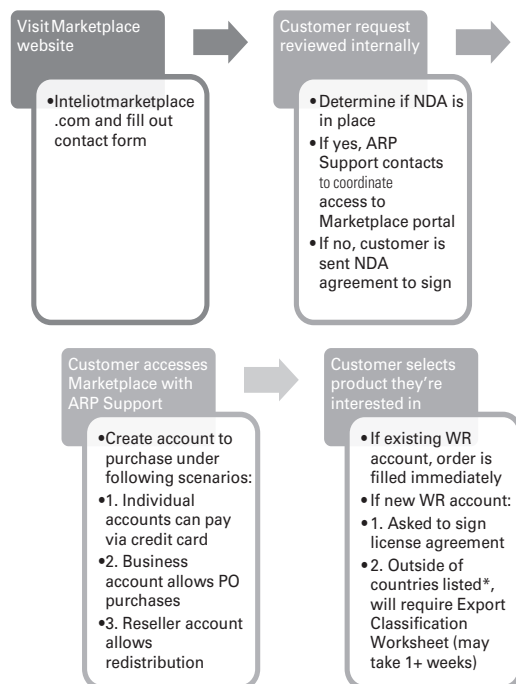 Visit Marketplace
website
•Inteliotmarketplace
.com and fill out
contact form
Customer request
reviewed internally
• Determine if NDA is
in place
• If yes, ARP
Support contacts
to coordinate
access to
Marketplace portal
• If no, customer is
sent NDA
agreement to sign
Customer accesses
Marketplace with
ARP Support
•Create account to
purchase under
following scenarios:
•1. Individual
accounts can pay
via credit card
•2. Business
account allows PO
purchases
•3. Reseller account
allows
redistribution
Customer selects
product they're
interested in
• If existing WR
account, order is
filled immediately
• If new WR account:
• 1. Asked to sign
license agreement
• 2. Outside of
countries listed*,
will require Export
Classification
Worksheet (may
take 1+ weeks)